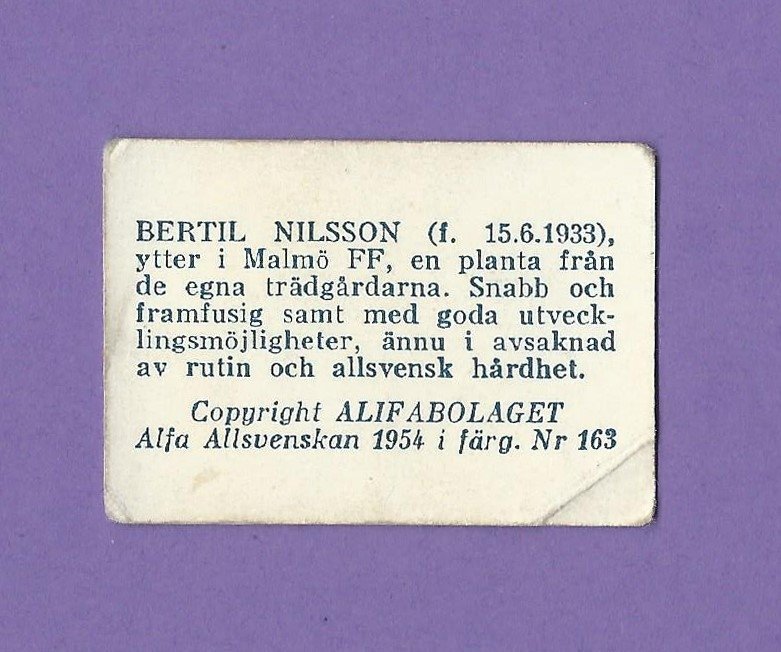 BERTIL NILSSON (f. 15.6.1933),
ytter i Malmö FF, en planta från
de egna trädgårdarna. Snabb och
framfusig samt med goda utveck-
lingsmöjligheter, ännu i avsaknad
av rutin och allsvensk hårdhet.
Copyright ALIFABOLAGET
Alfa Allsvenskan 1954 i färg. Nr 163